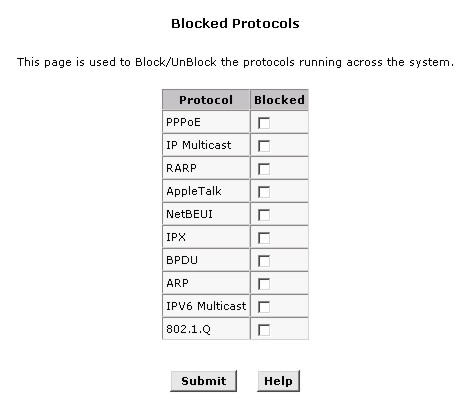 Blocked Protocols
This page is used to Block/UnBlock the protocols running across the system.
Protocol Blocked
PPPoE
IP Multicast
RARP
AppleTalk
NetBEUI
IPX
BPDU
ARP
IPV6 Multicast
802.1.Q
Submit Help